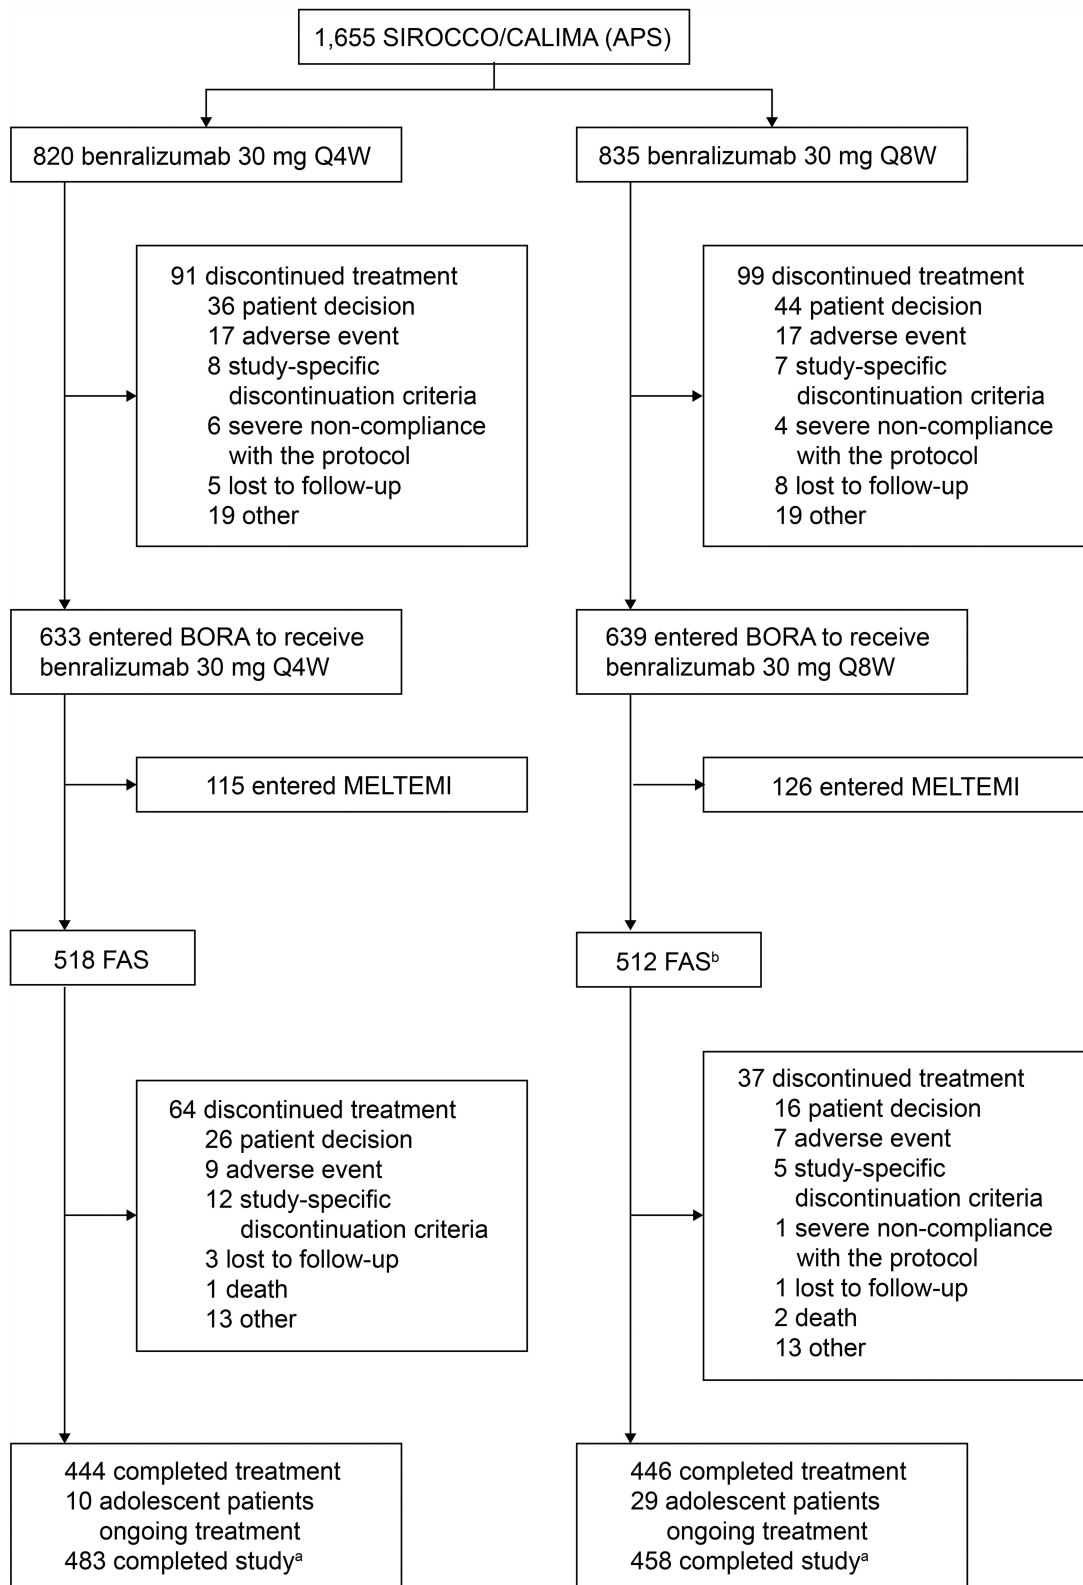 1,655 SIROCCO/CALIMA (APS)
820 benralizumab 30 mg Q4W
835 benralizumab 30 mg Q8W
91 discontinued treatment
36 patient decision
17 adverse event
8 study-specific
discontinuation criteria
6 severe non-compliance
with the protocol
5 lost to follow-up
19 other
99 discontinued treatment
44 patient decision
17 adverse event
7 study-specific
discontinuation criteria
4 severe non-compliance
with the protocol
8 lost to follow-up
19 other
633 entered BORA to receive
benralizumab 30 mg Q4W
639 entered BORA to receive
benralizumab 30 mg Q8W
115 entered MELTEMI
126 entered MELTEMI
518 FAS
512 FASᵇ
64 discontinued treatment
26 patient decision
9 adverse event
12 study-specific
discontinuation criteria
3 lost to follow-up
1 death
13 other
37 discontinued treatment
16 patient decision
7 adverse event
5 study-specific
discontinuation criteria
1 severe non-compliance
with the protocol
1 lost to follow-up
2 death
13 other
444 completed treatment
10 adolescent patients
ongoing treatment
483 completed studyᵃ
446 completed treatment
29 adolescent patients
ongoing treatment
458 completed studyᵃ